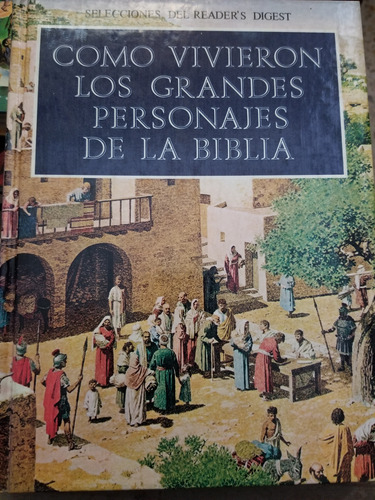 SELECCIONES DEL READER'S DIGEST
COMO VIVIERON
LOS GRANDES
PERSONAJES
DE LA BIBLIA